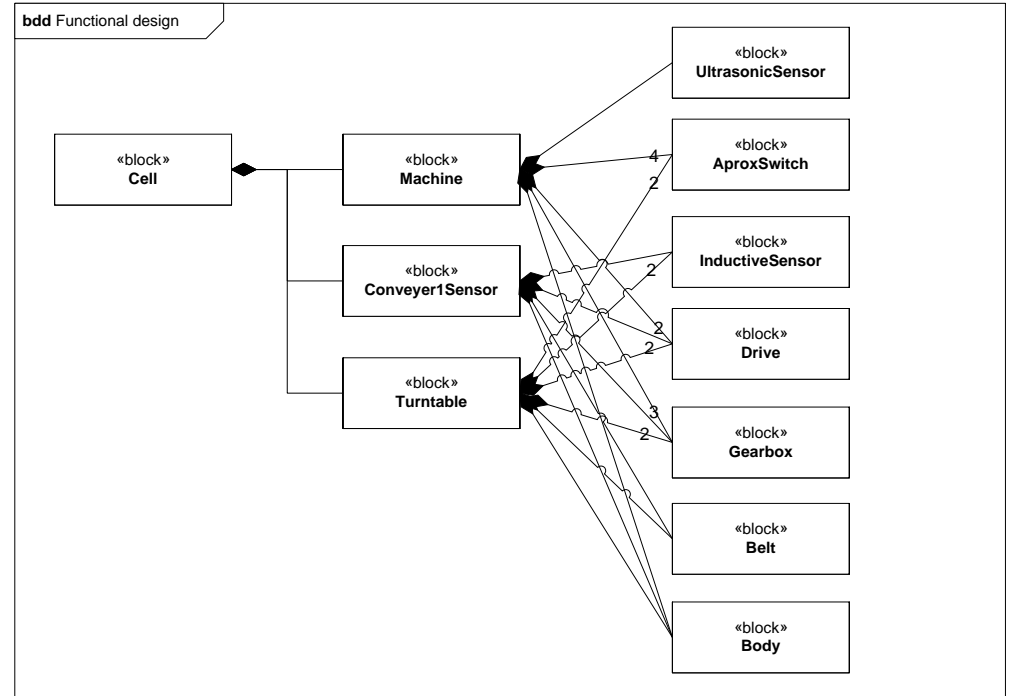 bdd Functional design
«block»
UltrasonicSensor
«block»
Cell
«block»
Machine
4
2
«block»
AproxSwitch
«block»
Conveyer1Sensor
2
«block»
InductiveSensor
2
2
«block»
Drive
«block»
Turntable
3
2
«block»
Gearbox
«block»
Belt
«block»
Body